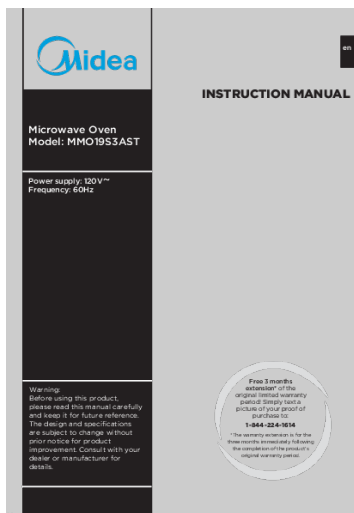 Midea
en
INSTRUCTION MANUAL
Microwave Oven
Model: MMO19S3AST
Power supply: 120V~
Frequency: 60Hz
Warning:
Before using this product,
please read this manual carefully
and keep it for future reference.
The design and specifications
are subject to change without
prior notice for product
improvement. Consult with your
dealer or manufacturer for
details.
Free 3 months
extension* of the
original limited warranty
period! Simply text a
picture of your proof of
purchase to:
1-844-224-1614
*The warranty extension is for the
three months immediately following
the completion of the product's
original warranty period.